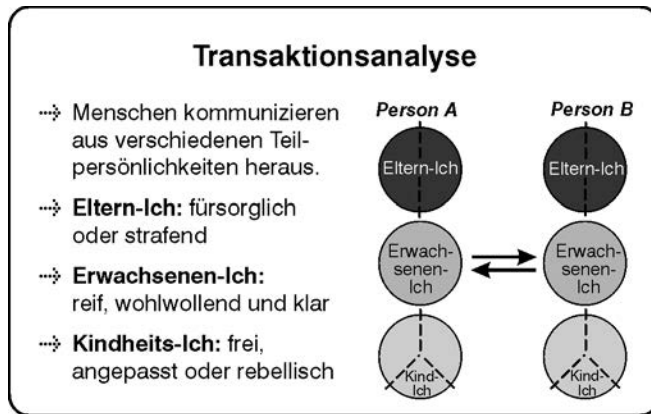 Transaktionsanalyse
Menschen kommunizieren
aus verschiedenen Teil-
persönlichkeiten heraus.
Eltern-Ich: fürsorglich
oder strafend
Erwachsenen-Ich:
reif, wohlwollend und klar
Kindheits-Ich: frei,
angepasst oder rebellisch
Person A
Eltern-Ich
Erwach-
senen-
Ich
Kind-
Ich
Person B
Eltern-Ich
Erwach-
senen-
Ich
Kind-
Ich